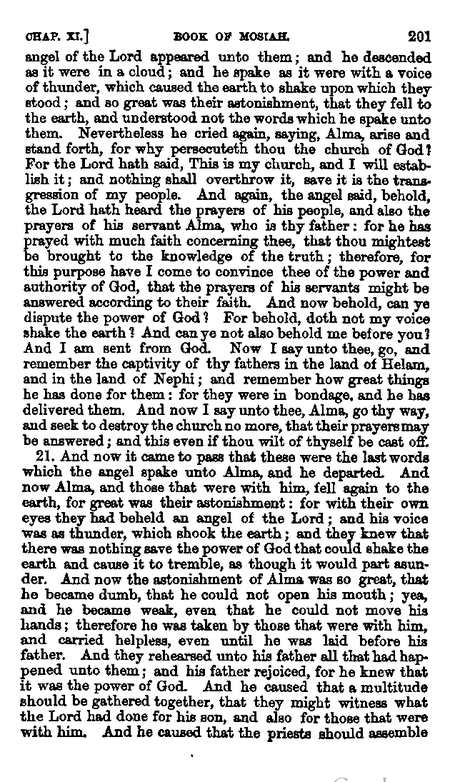 CHAP. XI.] BOOK OF MOSIAH. 201
angel of the Lord appeared unto them; and he descended
as it were in a cloud; and he spake as it were with a voice
of thunder, which caused the earth to shake upon which they
stood; and so great was their astonishment, that they fell to
the earth, and understood not the words which he spake unto
them. Nevertheless he cried again, saying, Alma, arise and
stand forth, for why persecuteth thou the church of God?
For the Lord hath said, This is my church, and I will estab-
lish it; and nothing shall overthrow it, save it is the trans-
gression of my people. And again, the angel said, behold,
the Lord hath heard the prayers of his people, and also the
prayers of his servant Alma, who is thy father: for he has
prayed with much faith concerning thee, that thou mightest
be brought to the knowledge of the truth; therefore, for
this purpose have I come to convince thee of the power and
authority of God, that the prayers of his servants might be
answered according to their faith. And now behold, can ye
dispute the power of God? For behold, doth not my voice
shake the earth? And can ye not also behold me before you?
And I am sent from God. Now I say unto thee, go, and
remember the captivity of thy fathers in the land of Helam,
and in the land of Nephi; and remember how great things
he has done for them: for they were in bondage, and he has
delivered them. And now I say unto thee, Alma, go thy way,
and seek to destroy the church no more, that their prayers may
be answered; and this even if thou wilt of thyself be cast off.
21. And now it came to pass that these were the last words
which the angel spake unto Alma, and he departed. And
now Alma, and those that were with him, fell again to the
earth, for great was their astonishment: for with their own
eyes they had beheld an angel of the Lord; and his voice
was as thunder, which shook the earth; and they knew that
there was nothing save the power of God that could shake the
earth and cause it to tremble, as though it would part asun-
der. And now the astonishment of Alma was so great, that
he became dumb, that he could not open his mouth; yea,
and he became weak, even that he could not move his
hands; therefore he was taken by those that were with him,
and carried helpless, even until he was laid before his
father. And they rehearsed unto his father all that had hap-
pened unto them; and his father rejoiced, for he knew that
it was the power of God. And he caused that a multitude
should be gathered together, that they might witness what
the Lord had done for his son, and also for those that were
with him. And he caused that the priests should assemble